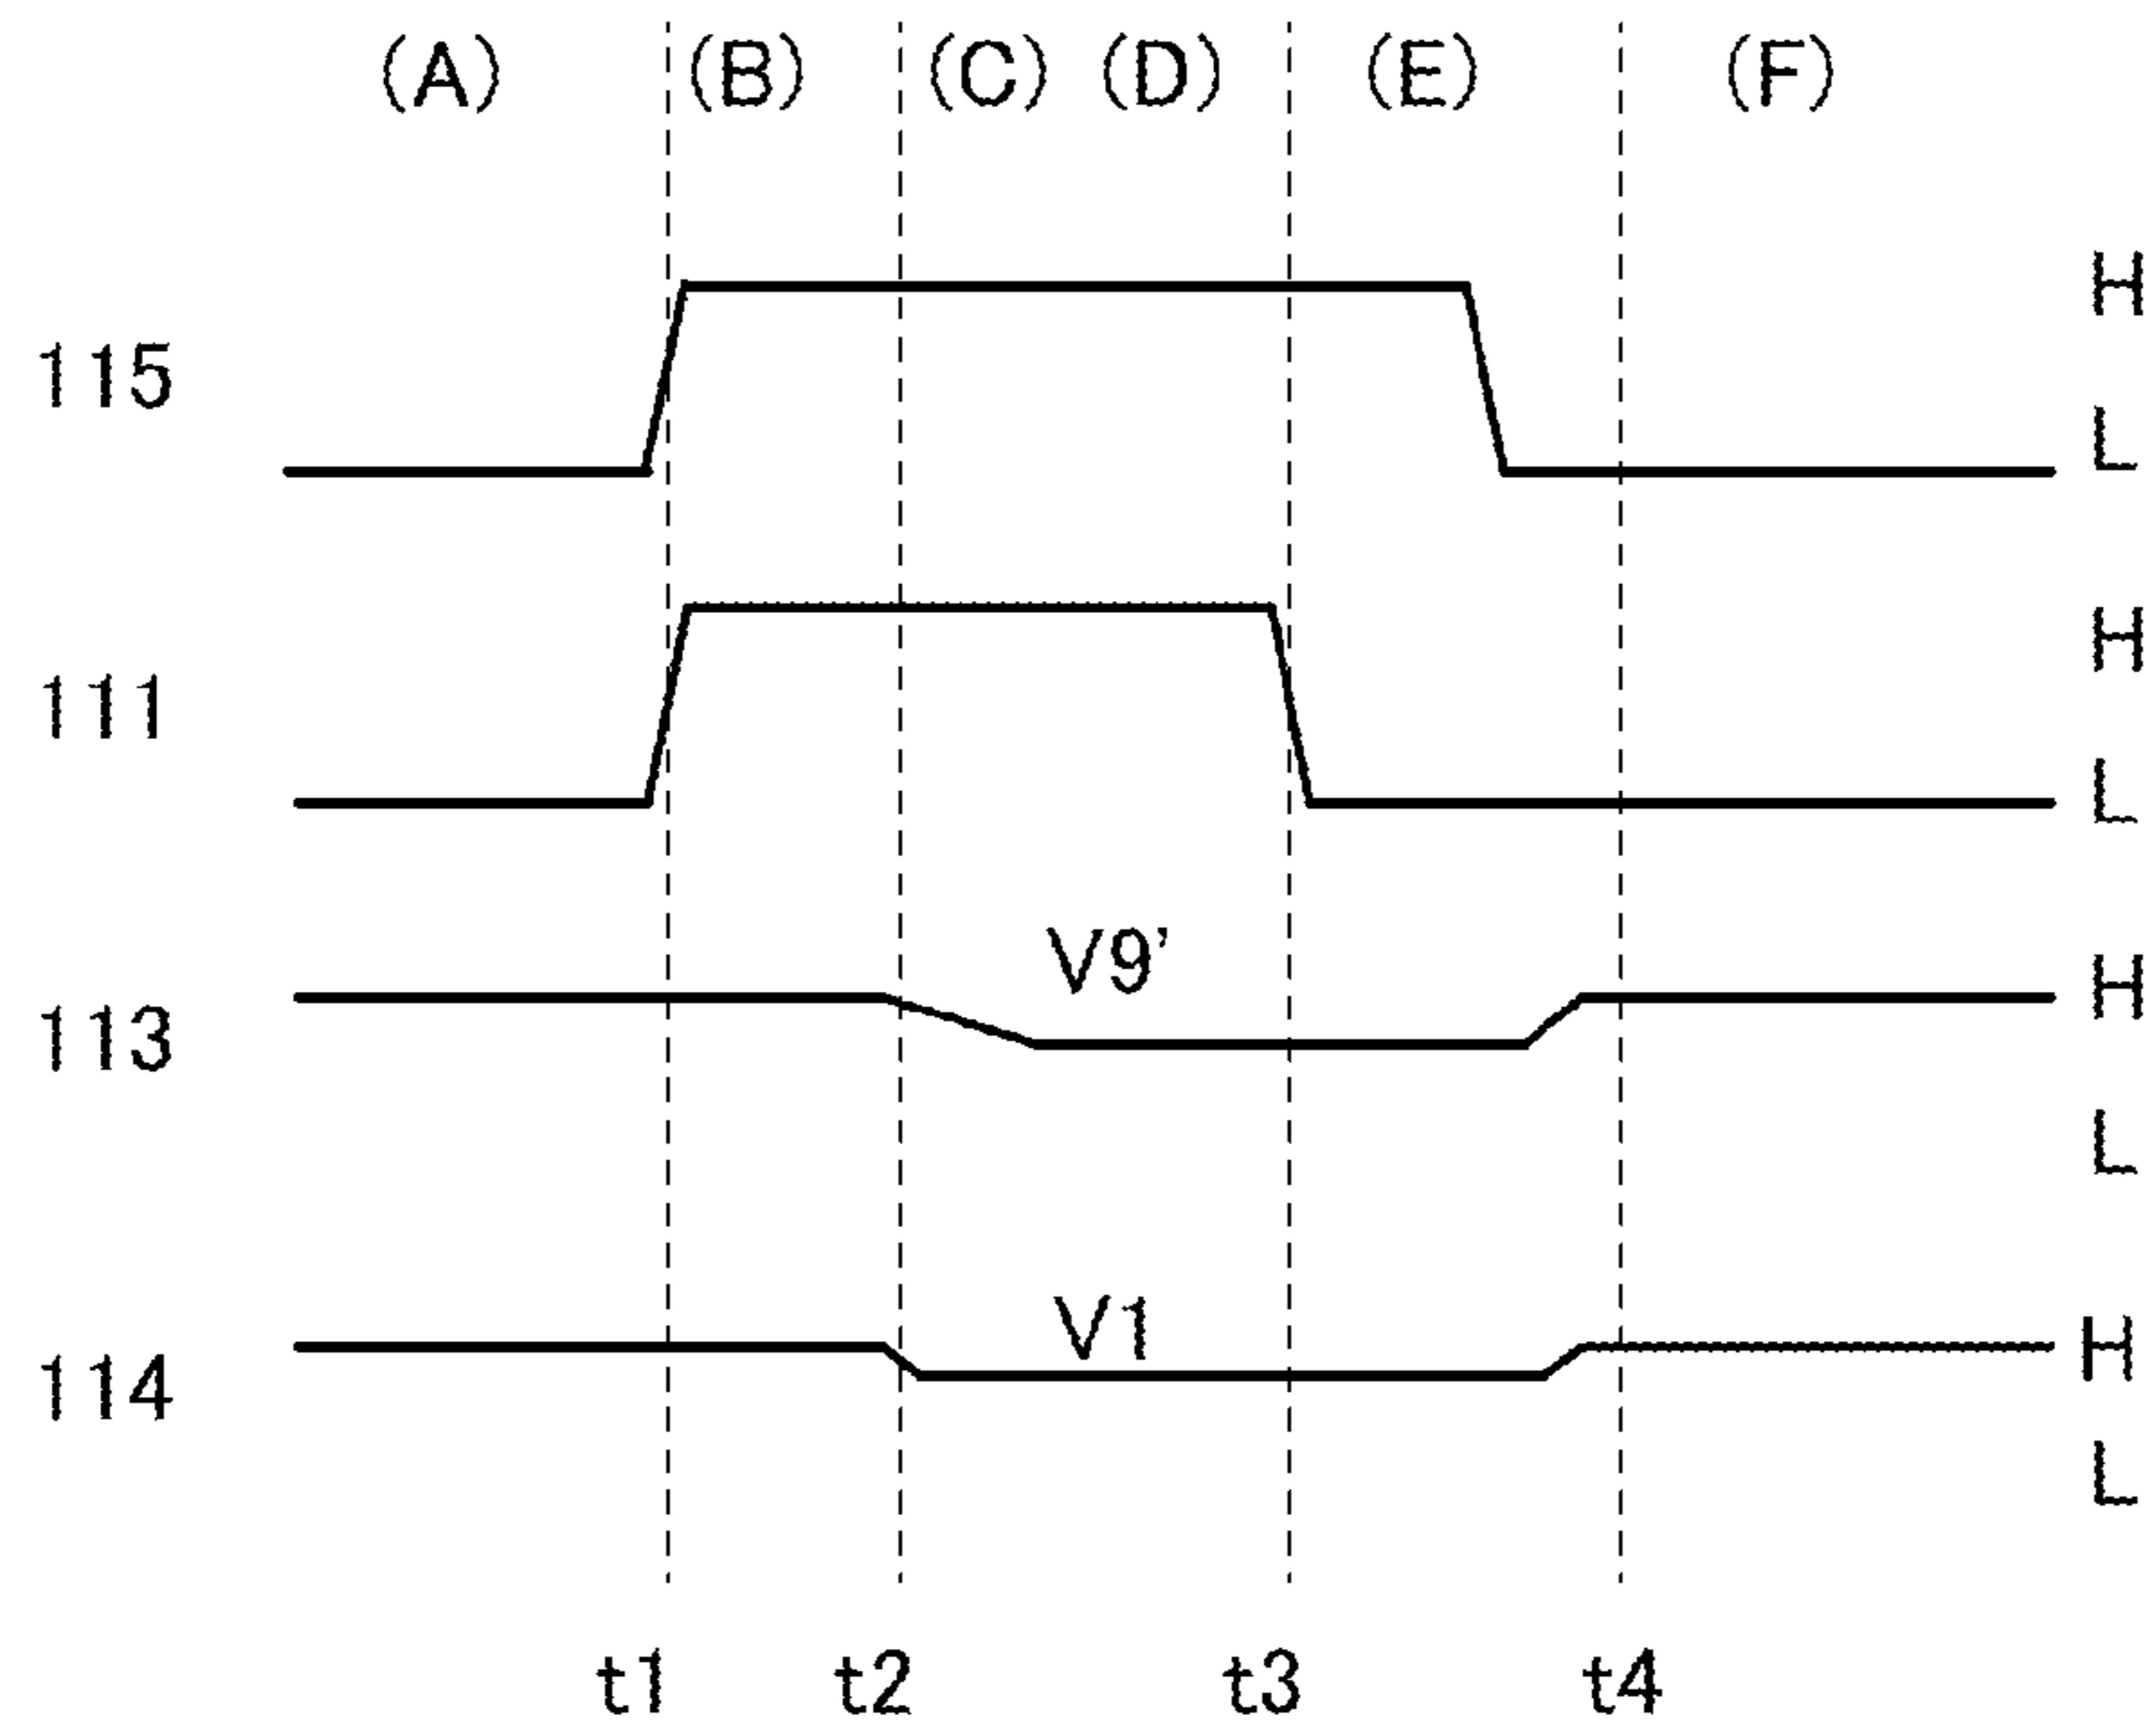 (A) (B) (C) (D) (E) (F)
H
115
L
H
111
L
V9'
H
113
L
V1
H
114
L
t1 t2 t3 t4